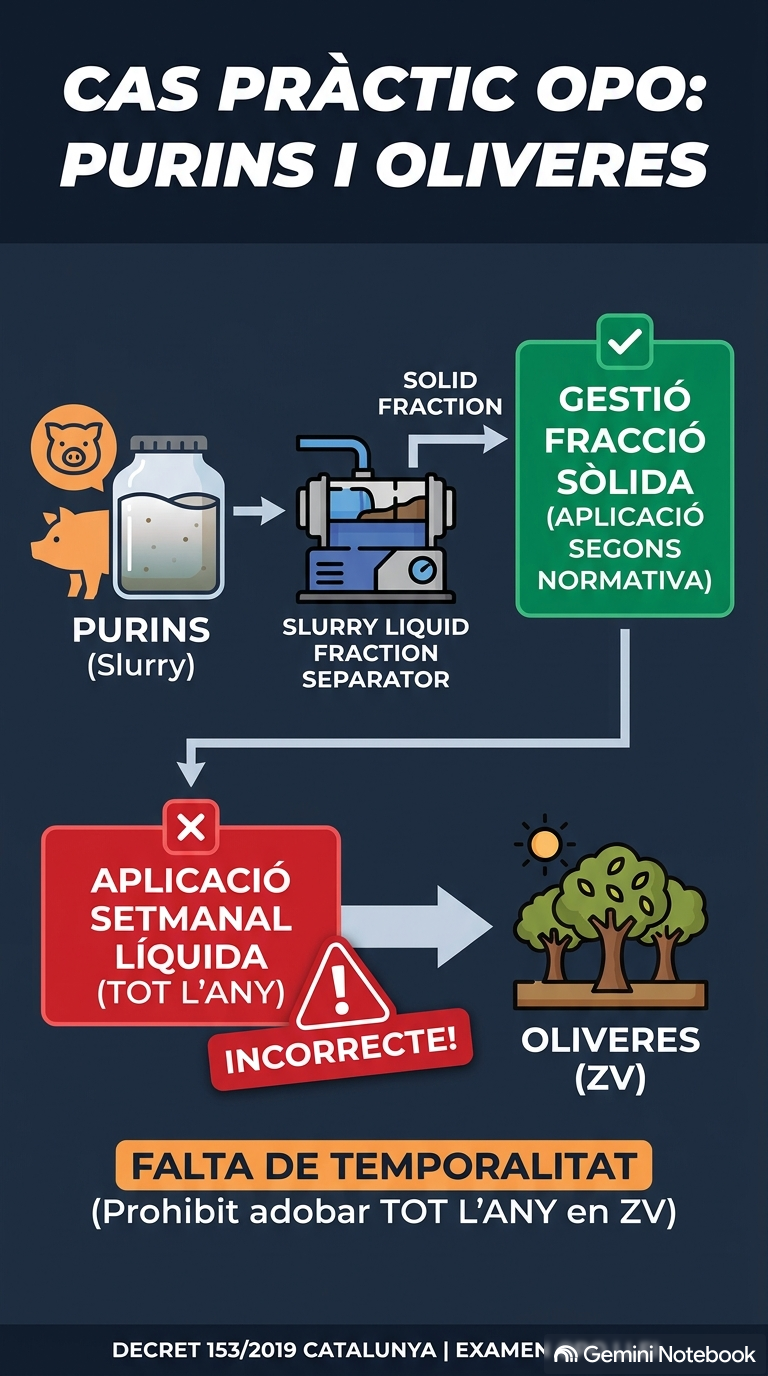 CAS PRÀCTIC OPO:
PURINS I OLIVERES
SOLID
FRACTION
GESTIÓ
FRACCIÓ
SÒLIDA
(APLICACIÓ
SEGONS
NORMATIVA)
PURINS
(Slurry)
SLURRY LIQUID
FRACTION
SEPARATOR
APLICACIÓ
SETMANAL
LÍQUIDA
(TOT L'ANY)
!
INCORRECTE!
OLIVERES
(ZV)
FALTA DE TEMPORALITAT
(Prohibit adobar TOT L'ANY en ZV)
DECRET 153/2019 CATALUNYA | EXAMEN
Gemini Notebook